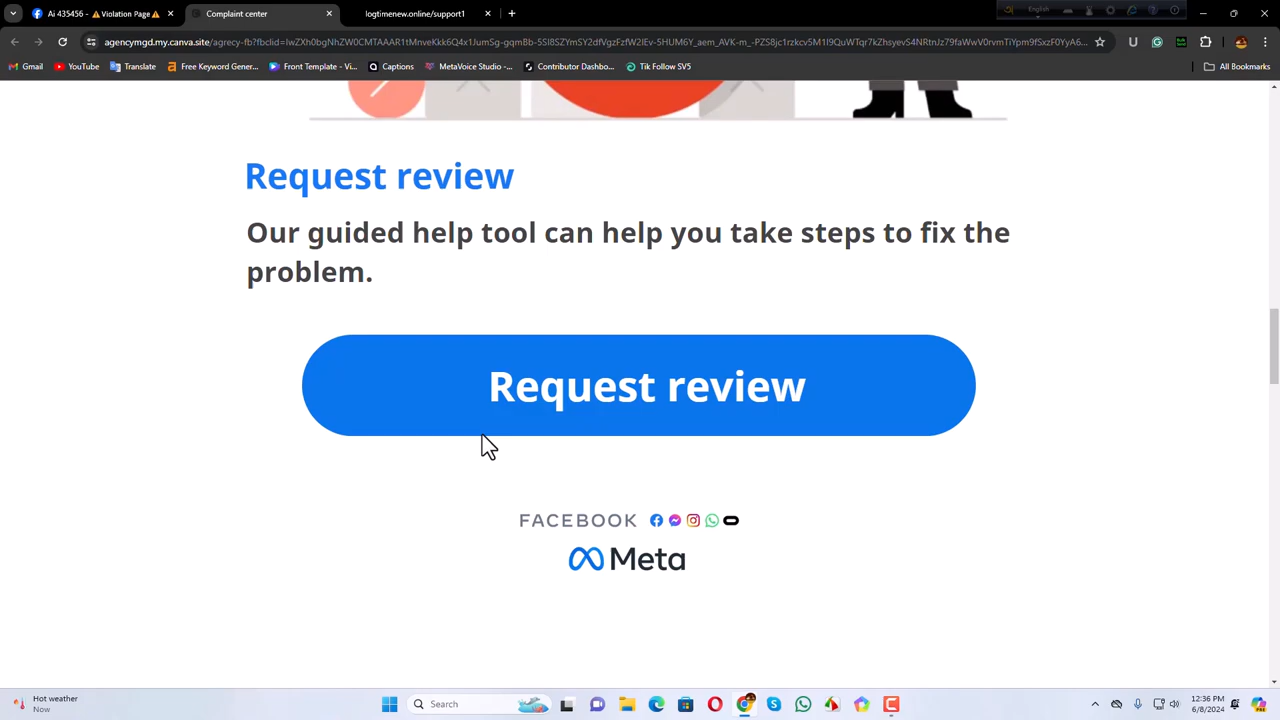 Ai 435456 - ⚠Violation Page⚠
Complaint center
logtimenew.online/support1
English
agencymgd.my.canva.site
Gmail
YouTube
Translate
Free Keyword Gener...
Front Template - Vi...
Captions
MetaVoice Studio -...
Contributor Dashbo...
Tik Follow SV5
All Bookmarks
Request review
Our guided help tool can help you take steps to fix the
problem.
Request review
FACEBOOK
Meta
Hot weather
Now
Search
12:36 PM
6/8/2024